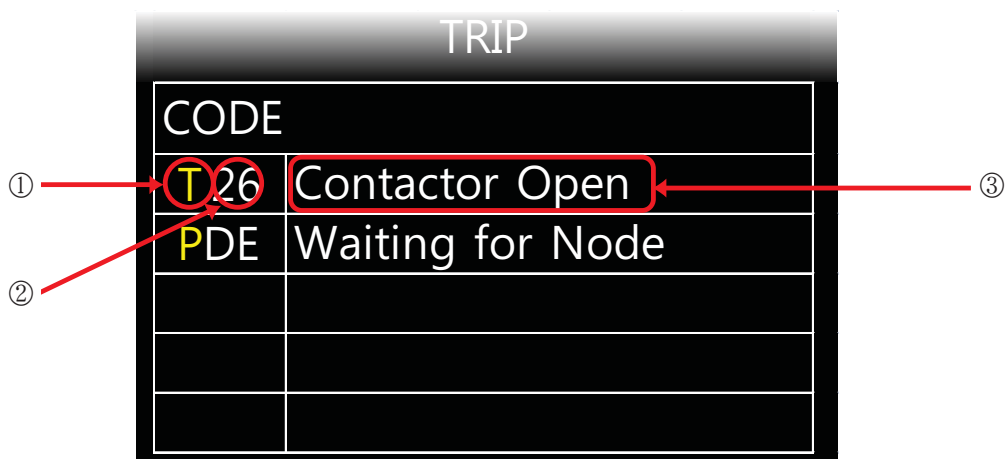 TRIP
CODE
① T26 Contactor Open ③
PDE Waiting for Node
②